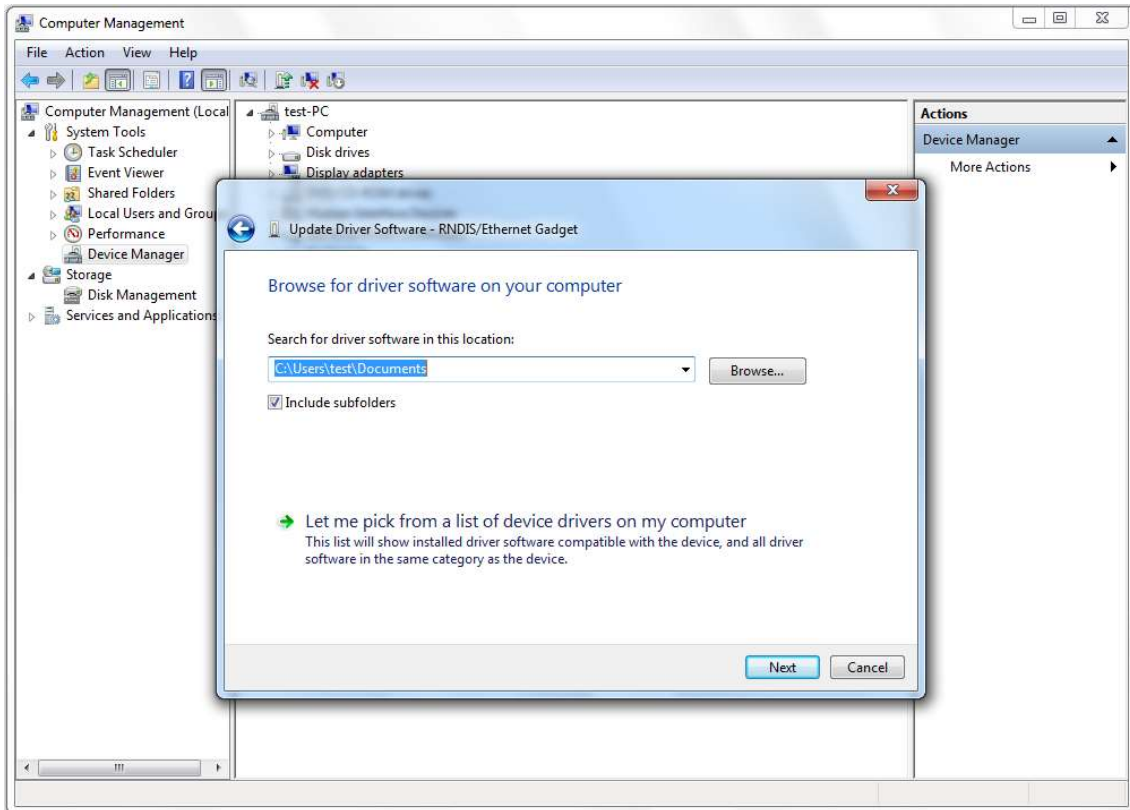 Computer Management
File Action View Help
Computer Management (Local
System Tools
Task Scheduler
Event Viewer
Shared Folders
Local Users and Group
Performance
Device Manager
Storage
Disk Management
Services and Applications
test-PC
Computer
Disk drives
Display adapters
Actions
Device Manager
More Actions
Update Driver Software - RNDIS/Ethernet Gadget
Browse for driver software on your computer
Search for driver software in this location:
C:\Users\test\Documents
Browse...
Include subfolders
Let me pick from a list of device drivers on my computer
This list will show installed driver software compatible with the device, and all driver
software in the same category as the device.
Next Cancel